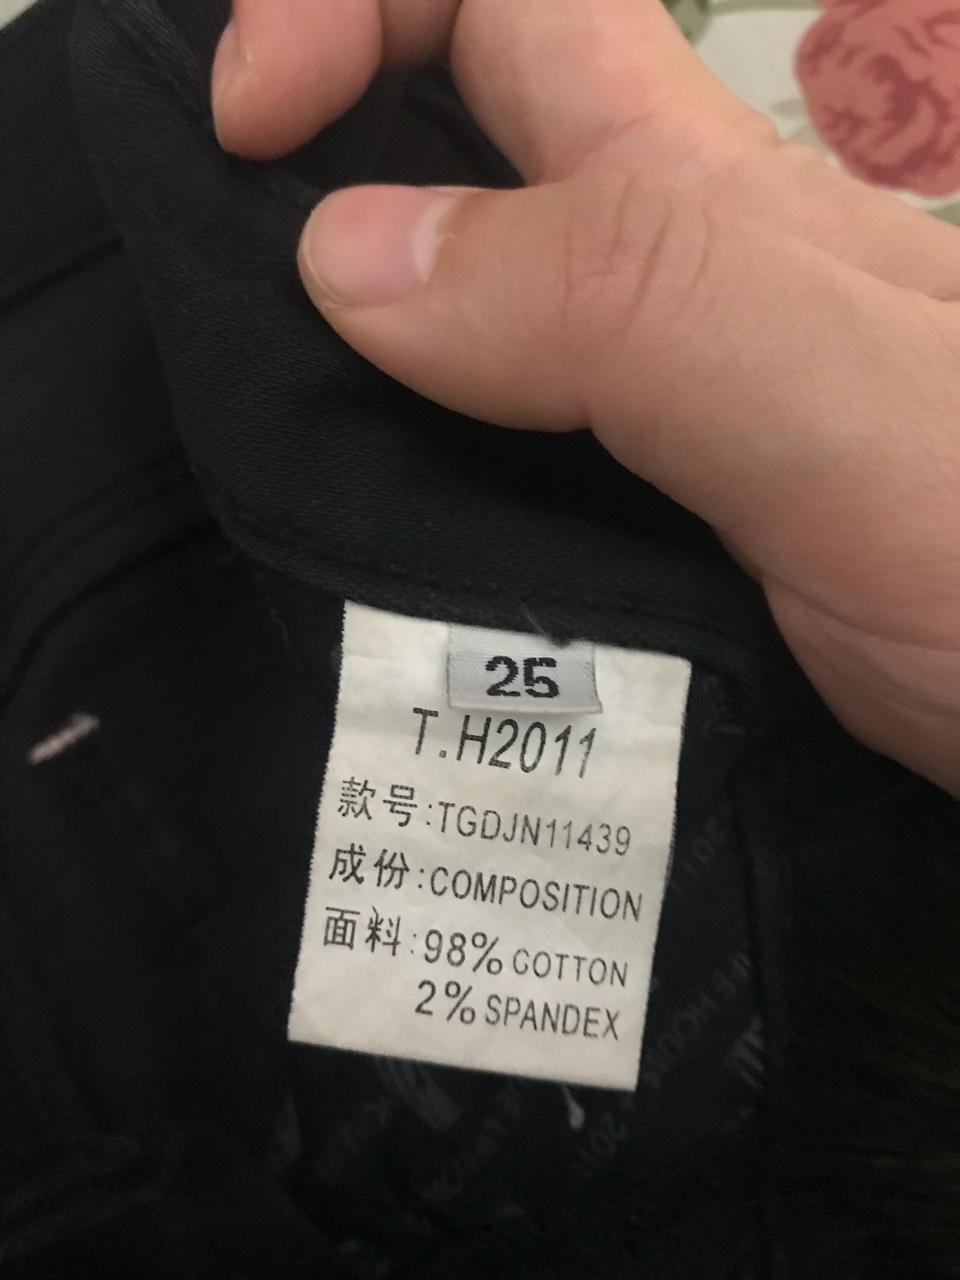 25
T.H2011
款号:TGDJN11439
成份:COMPOSITION
面料:98% COTTON
2% SPANDEX